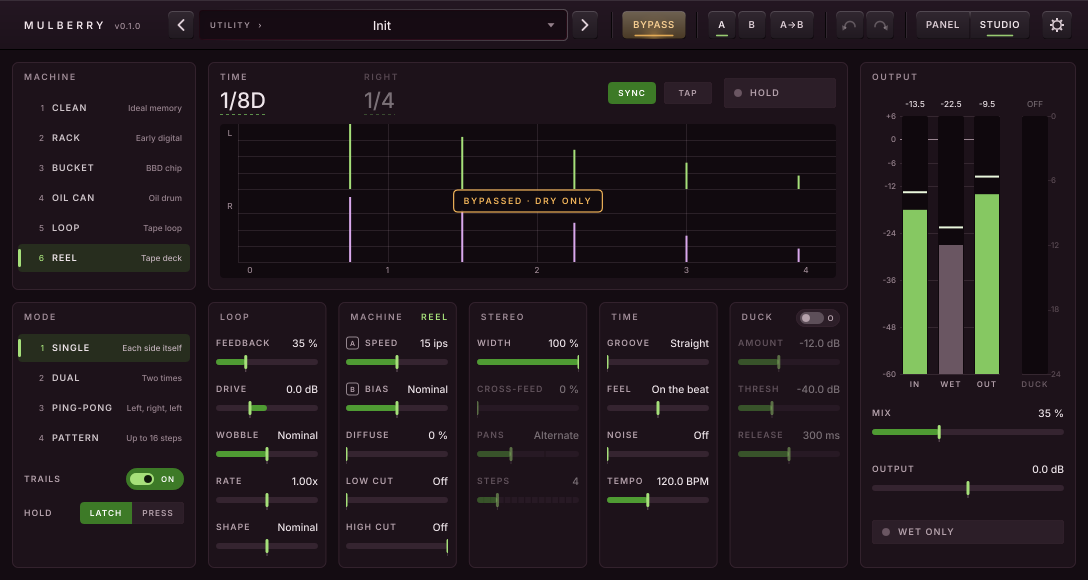 MULBERRY v0.1.0 UTILITY › Init BYPASS A B A→B PANEL STUDIO
MACHINE
1 CLEAN Ideal memory
2 RACK Early digital
3 BUCKET BBD chip
4 OIL CAN Oil drum
5 LOOP Tape loop
6 REEL Tape deck
TIME RIGHT
1/8D 1/4 SYNC TAP HOLD
L
R
BYPASSED · DRY ONLY
0 1 2 3 4
OUTPUT
-13.5 -22.5 -9.5 OFF
+6 0
0
-6 -6
-12
-24 -12
-36
-48 -18
-60 -24
IN WET OUT DUCK
MIX 35 %
OUTPUT 0.0 dB
WET ONLY
MODE
1 SINGLE Each side itself
2 DUAL Two times
3 PING-PONG Left, right, left
4 PATTERN Up to 16 steps
TRAILS ON
HOLD LATCH PRESS
LOOP
FEEDBACK 35 %
DRIVE 0.0 dB
WOBBLE Nominal
RATE 1.00x
SHAPE Nominal
MACHINE REEL
A SPEED 15 ips
B BIAS Nominal
DIFFUSE 0 %
LOW CUT Off
HIGH CUT Off
STEREO
WIDTH 100 %
CROSS-FEED 0 %
PANS Alternate
STEPS 4
TIME
GROOVE Straight
FEEL On the beat
NOISE Off
TEMPO 120.0 BPM
DUCK O
AMOUNT -12.0 dB
THRESH -40.0 dB
RELEASE 300 ms